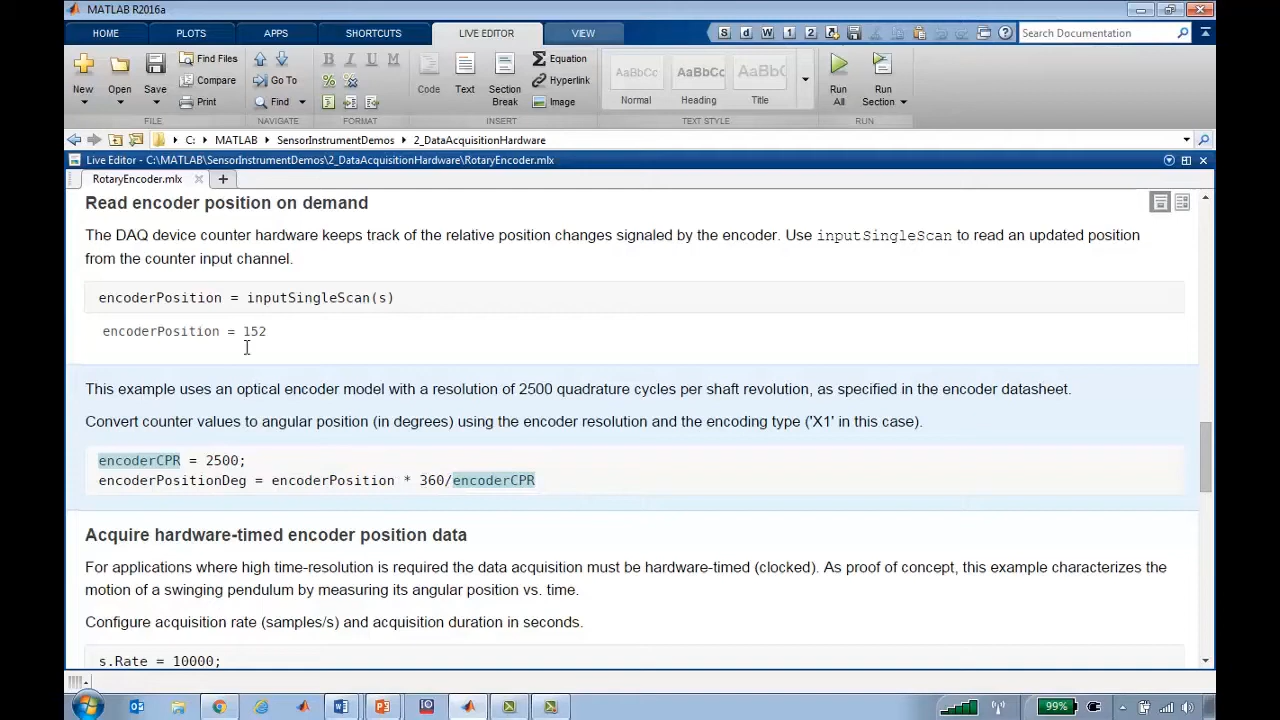 MATLAB R2016a
HOME PLOTS APPS SHORTCUTS LIVE EDITOR VIEW
Search Documentation
New Open Save Find Files Compare Print
Go To Find
B I U M
Code Text Section Break Equation Hyperlink Image
AaBbCc AaBbCc AaBbCc
Normal Heading Title
Run All Run Section
FILE NAVIGATE FORMAT INSERT TEXT STYLE RUN
C: MATLAB SensorInstrumentDemos 2_DataAcquisitionHardware
Live Editor - C:\MATLAB\SensorInstrumentDemos\2_DataAcquisitionHardware\RotaryEncoder.mlx
RotaryEncoder.mlx
Read encoder position on demand
The DAQ device counter hardware keeps track of the relative position changes signaled by the encoder. Use inputSingleScan to read an updated position
from the counter input channel.
encoderPosition = inputSingleScan(s)
encoderPosition = 152
This example uses an optical encoder model with a resolution of 2500 quadrature cycles per shaft revolution, as specified in the encoder datasheet.
Convert counter values to angular position (in degrees) using the encoder resolution and the encoding type ('X1' in this case).
encoderCPR = 2500;
encoderPositionDeg = encoderPosition * 360/encoderCPR
Acquire hardware-timed encoder position data
For applications where high time-resolution is required the data acquisition must be hardware-timed (clocked). As proof of concept, this example characterizes the
motion of a swinging pendulum by measuring its angular position vs. time.
Configure acquisition rate (samples/s) and acquisition duration in seconds.
s.Rate = 10000;
99%